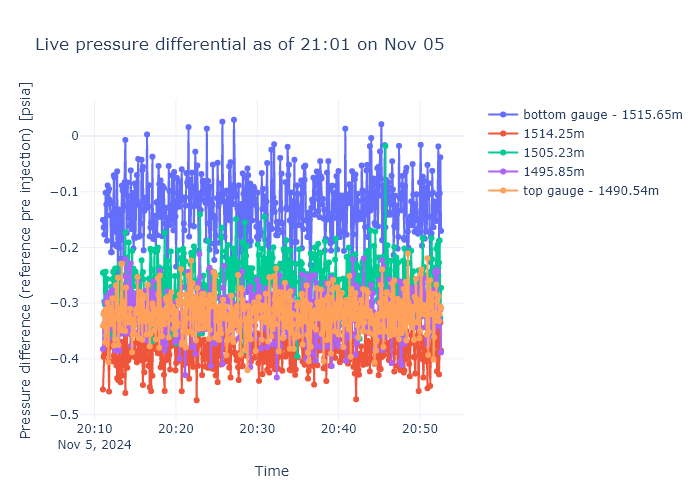 Live pressure differential as of 21:01 on Nov 05
Pressure difference (reference pre injection) [psia]
0
−0.1
−0.2
−0.3
−0.4
−0.5
20:10
20:20
20:30
20:40
20:50
Nov 5, 2024
Time
bottom gauge - 1515.65m
1514.25m
1505.23m
1495.85m
top gauge - 1490.54m